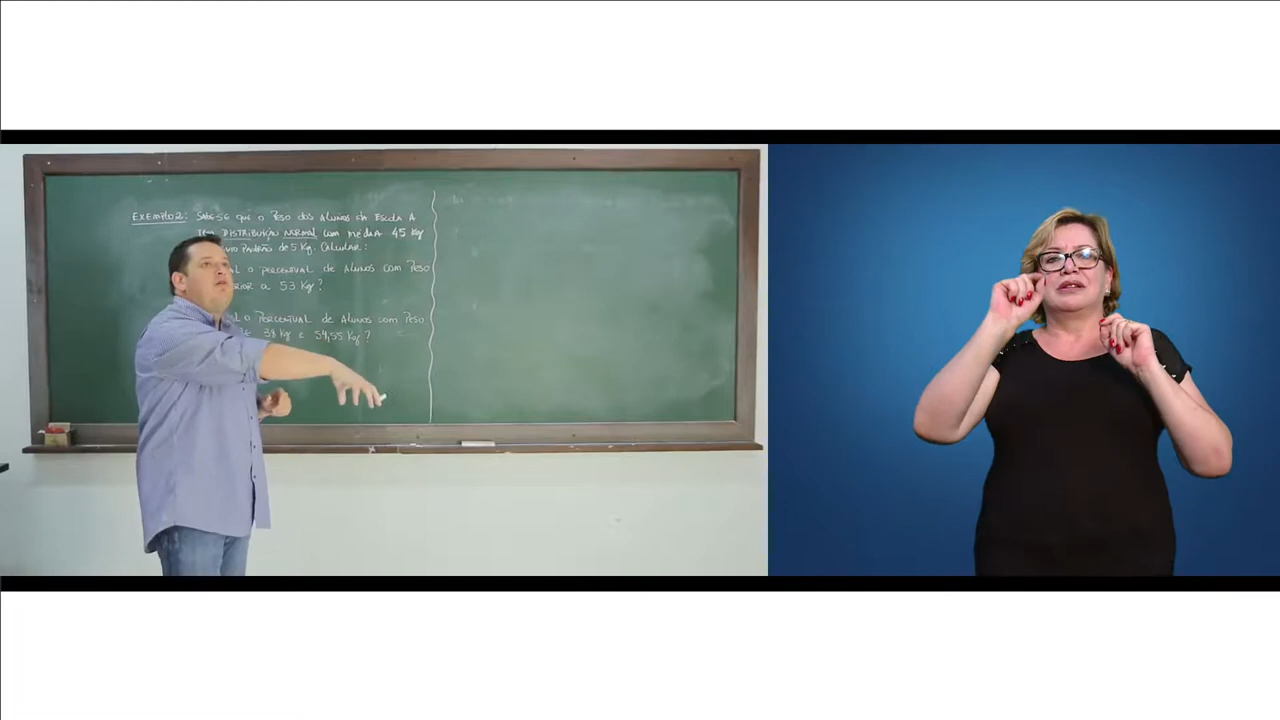 EXEMPLO 2: SABE-SE QUE O PESO DOS ALUNOS DA ESCOLA A
TEM DISTRIBUIÇÃO NORMAL COM MÉDIA 45 Kg
PADRÃO DE 5 Kg. CALCULAR:
O PERCENTUAL DE ALUNOS COM PESO
A 53 Kg?
O PERCENTUAL DE ALUNOS COM PESO
38 Kg E 54,55 Kg?